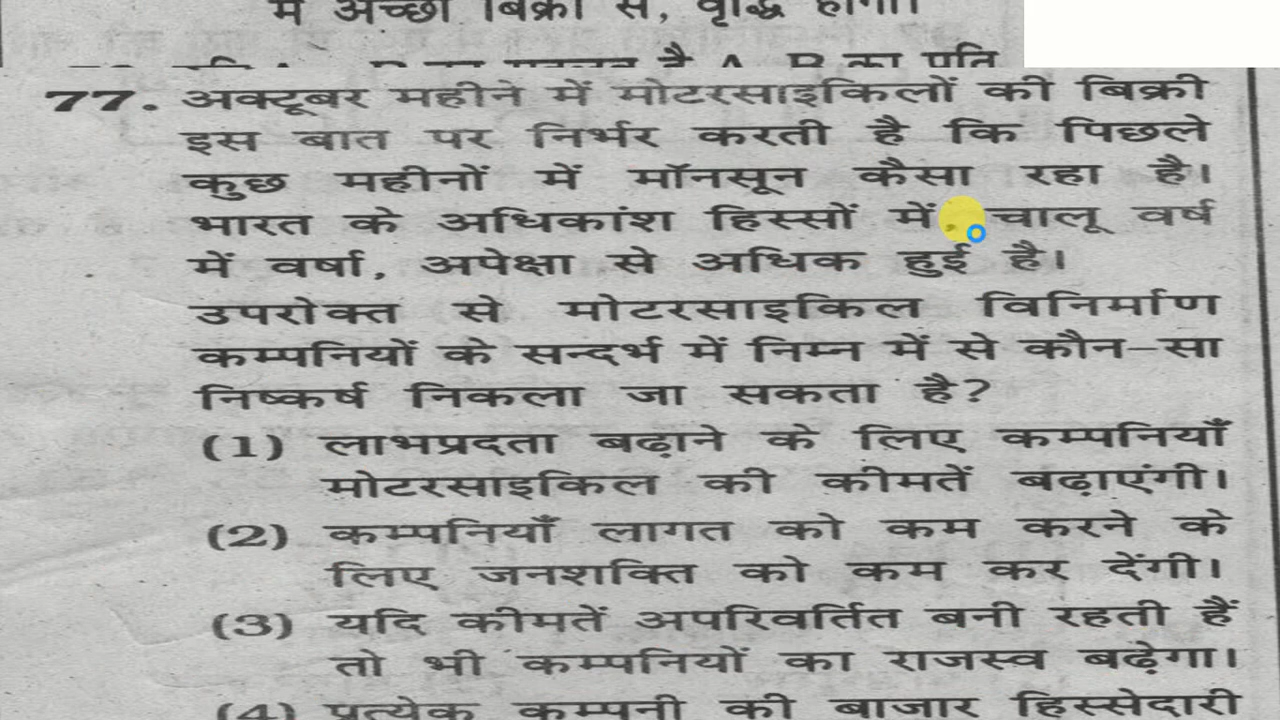 में अच्छी बिक्री से, वृद्धि होगी।
है A, B का पति
77. अक्टूबर महीने में मोटरसाइकिलों की बिक्री
इस बात पर निर्भर करती है कि पिछले
कुछ महीनों में मॉनसून कैसा रहा है।
भारत के अधिकांश हिस्सों में, चालू वर्ष
में वर्षा, अपेक्षा से अधिक हुई है।
उपरोक्त से मोटरसाइकिल विनिर्माण
कम्पनियों के सन्दर्भ में निम्न में से कौन-सा
निष्कर्ष निकला जा सकता है?
(1) लाभप्रदता बढ़ाने के लिए कम्पनियाँ
मोटरसाइकिल की कीमतें बढ़ाएंगी।
(2) कम्पनियाँ लागत को कम करने के
लिए जनशक्ति को कम कर देंगी।
(3) यदि कीमतें अपरिवर्तित बनी रहती हैं
तो भी कम्पनियों का राजस्व बढ़ेगा।
(4) प्रत्येक कम्पनी की बाजार हिस्सेदारी